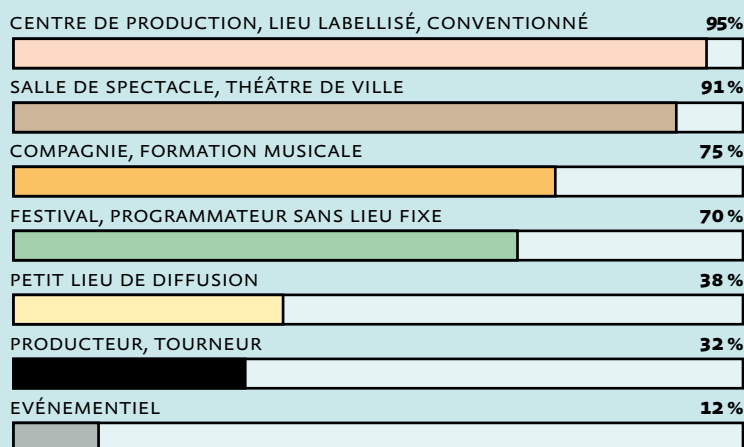 CENTRE DE PRODUCTION, LIEU LABELLISÉ, CONVENTIONNÉ 95%
SALLE DE SPECTACLE, THÉÂTRE DE VILLE 91%
COMPAGNIE, FORMATION MUSICALE 75%
FESTIVAL, PROGRAMMATEUR SANS LIEU FIXE 70%
PETIT LIEU DE DIFFUSION 38%
PRODUCTEUR, TOURNEUR 32%
EVÉNEMENTIEL 12%